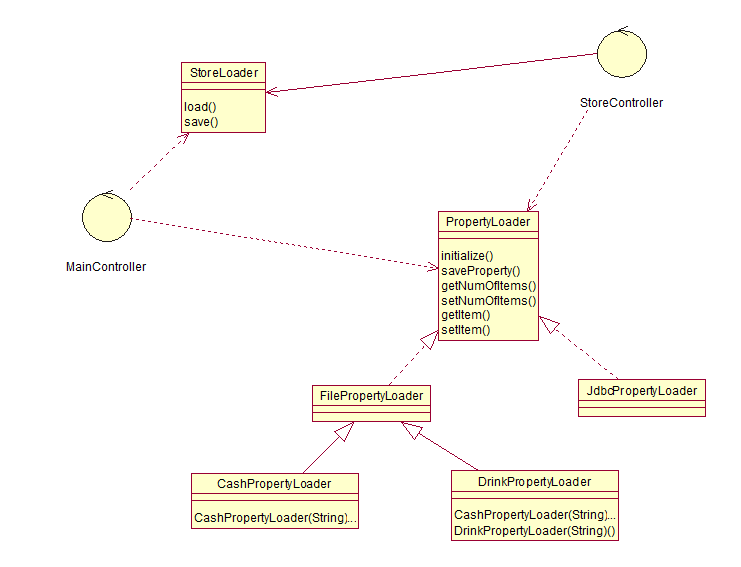 StoreLoader
load()
save()
StoreController
MainController
PropertyLoader
initialize()
saveProperty()
getNumOfItems()
setNumOfItems()
getItem()
setItem()
FilePropertyLoader
JdbcPropertyLoader
CashPropertyLoader
CashPropertyLoader(String)...
DrinkPropertyLoader
CashPropertyLoader(String)...
DrinkPropertyLoader(String)()